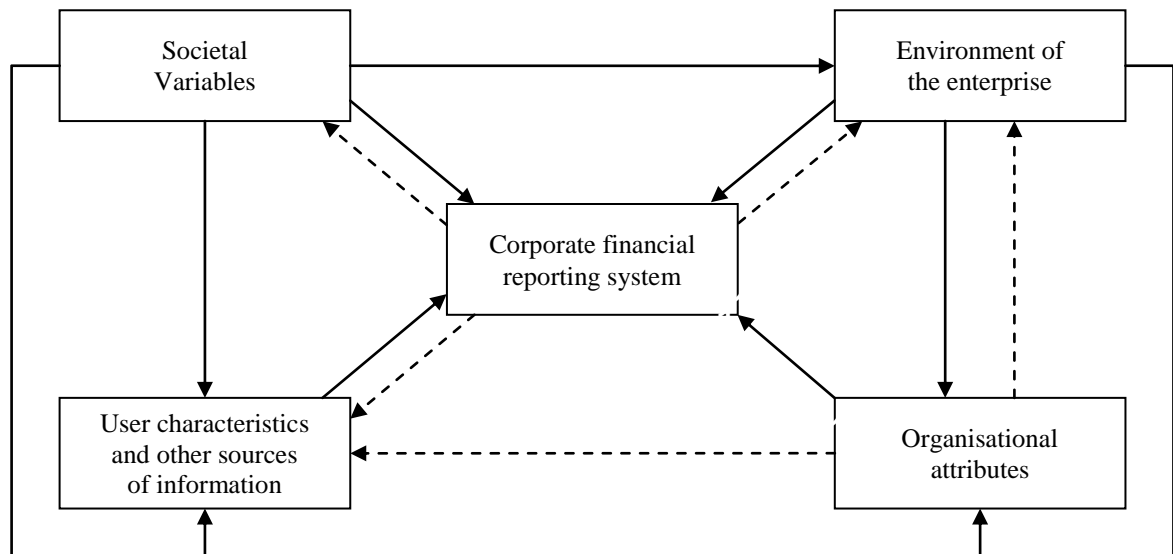 Societal
Variables
Environment of
the enterprise
Corporate financial
reporting system
User characteristics
and other sources
of information
Organisational
attributes